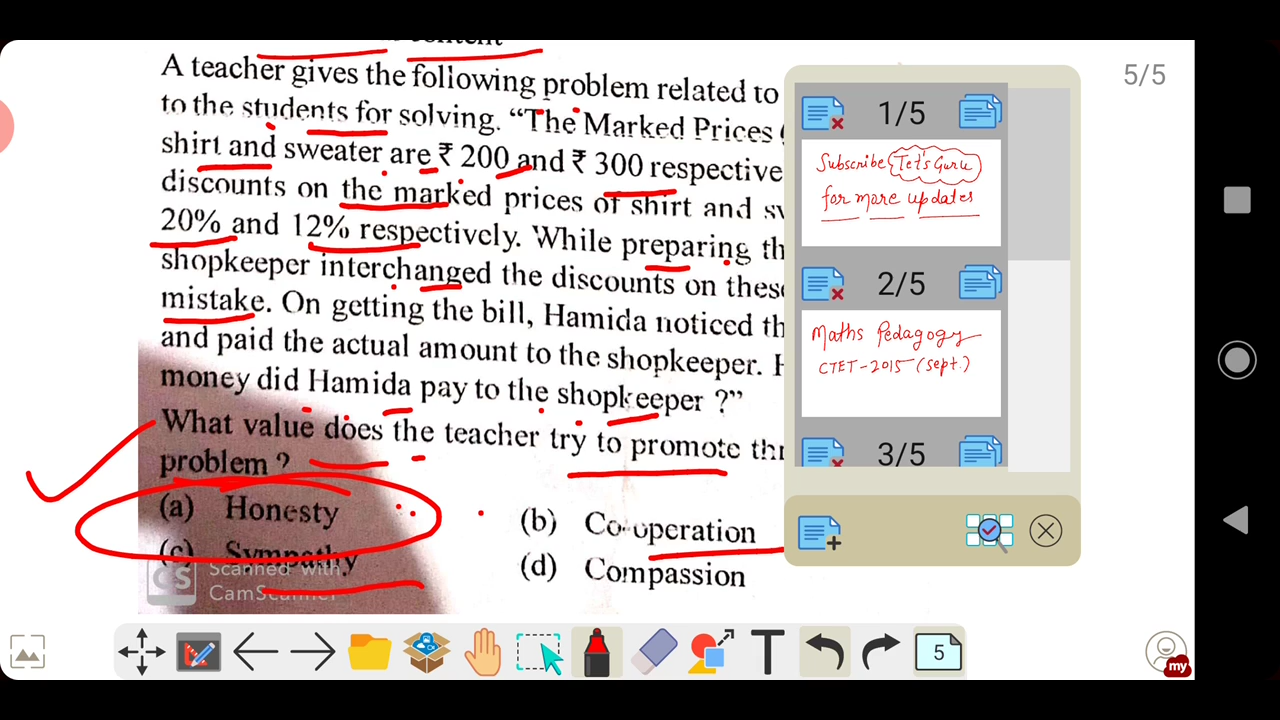 content
A teacher gives the following problem related to
to the students for solving. “The Marked Prices
shirt and sweater are ₹ 200 and ₹ 300 respective
discounts on the marked prices of shirt and sw
20% and 12% respectively. While preparing th
shopkeeper interchanged the discounts on these
mistake. On getting the bill, Hamida noticed th
and paid the actual amount to the shopkeeper. H
money did Hamida pay to the shopkeeper ?”
What value does the teacher try to promote thr
problem ?
(a) Honesty
(b) Co-operation
(c) Sympathy
(d) Compassion
CS Scanned with
CamScanner
5/5
1/5
Subscribe Tet's Guru
for more updates
2/5
Maths Pedagogy
CTET-2015 (Sept.)
3/5
T
5
my